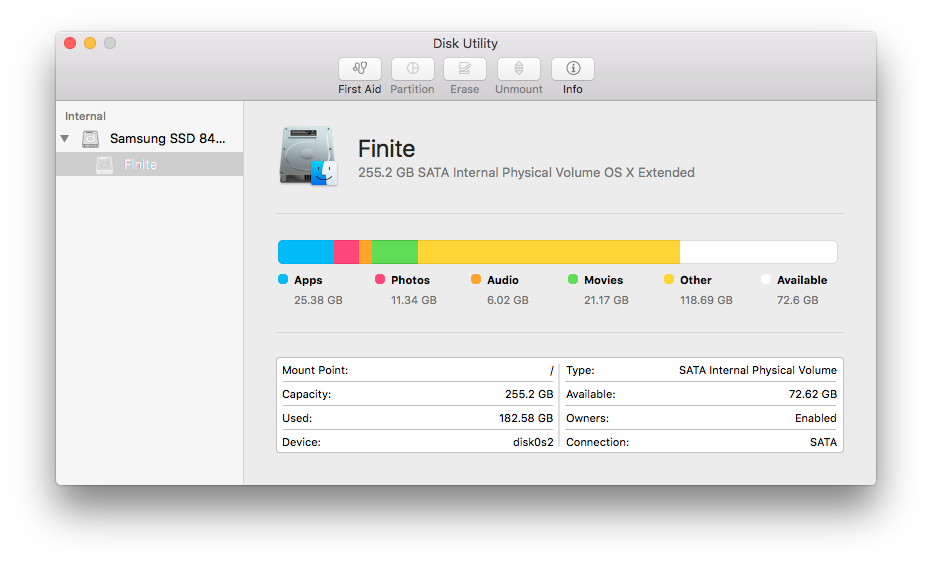 Disk Utility
First Aid Partition Erase Unmount Info
Internal
Samsung SSD 84...
Finite
Finite
255.2 GB SATA Internal Physical Volume OS X Extended
Apps Photos Audio Movies Other Available
25.38 GB 11.34 GB 6.02 GB 21.17 GB 118.69 GB 72.6 GB
Mount Point: / Type: SATA Internal Physical Volume
Capacity: 255.2 GB Available: 72.62 GB
Used: 182.58 GB Owners: Enabled
Device: disk0s2 Connection: SATA